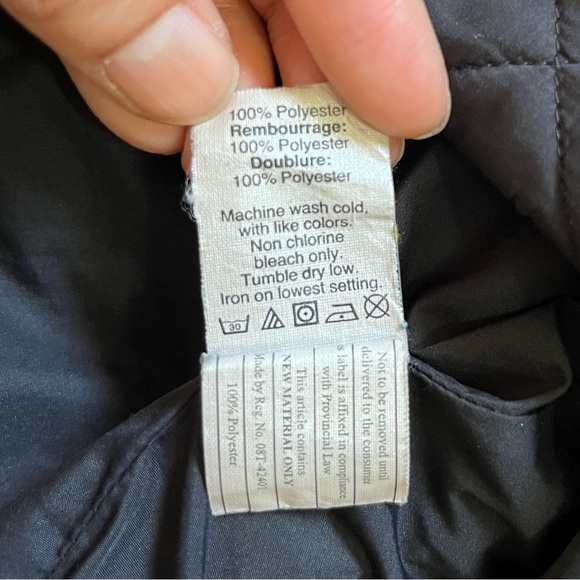 100% Polyester
Rembourrage:
100% Polyester
Doublure:
100% Polyester
Machine wash cold,
with like colors.
Non chlorine
bleach only.
Tumble dry low.
Iron on lowest setting.
30
Not to be removed until
delivered to the consumer
s label is affixed in compliance
with Provincial Law
This article contains
NEW MATERIAL ONLY
Made by Reg. No. 08T-42401
100% Polyester